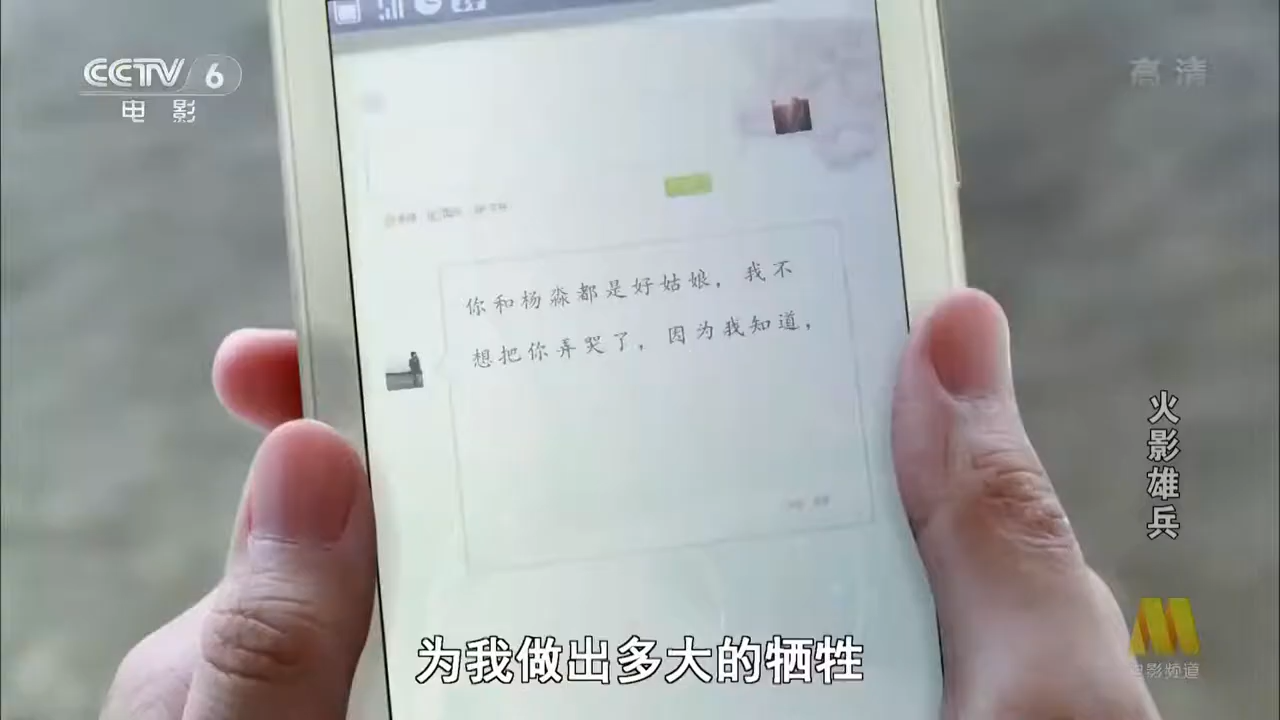 CCTV 6
电影
高清
你和杨淼都是好姑娘，我不
想把你弄哭了，因为我知道，
火影雄兵
为我做出多大的牺牲
电影频道